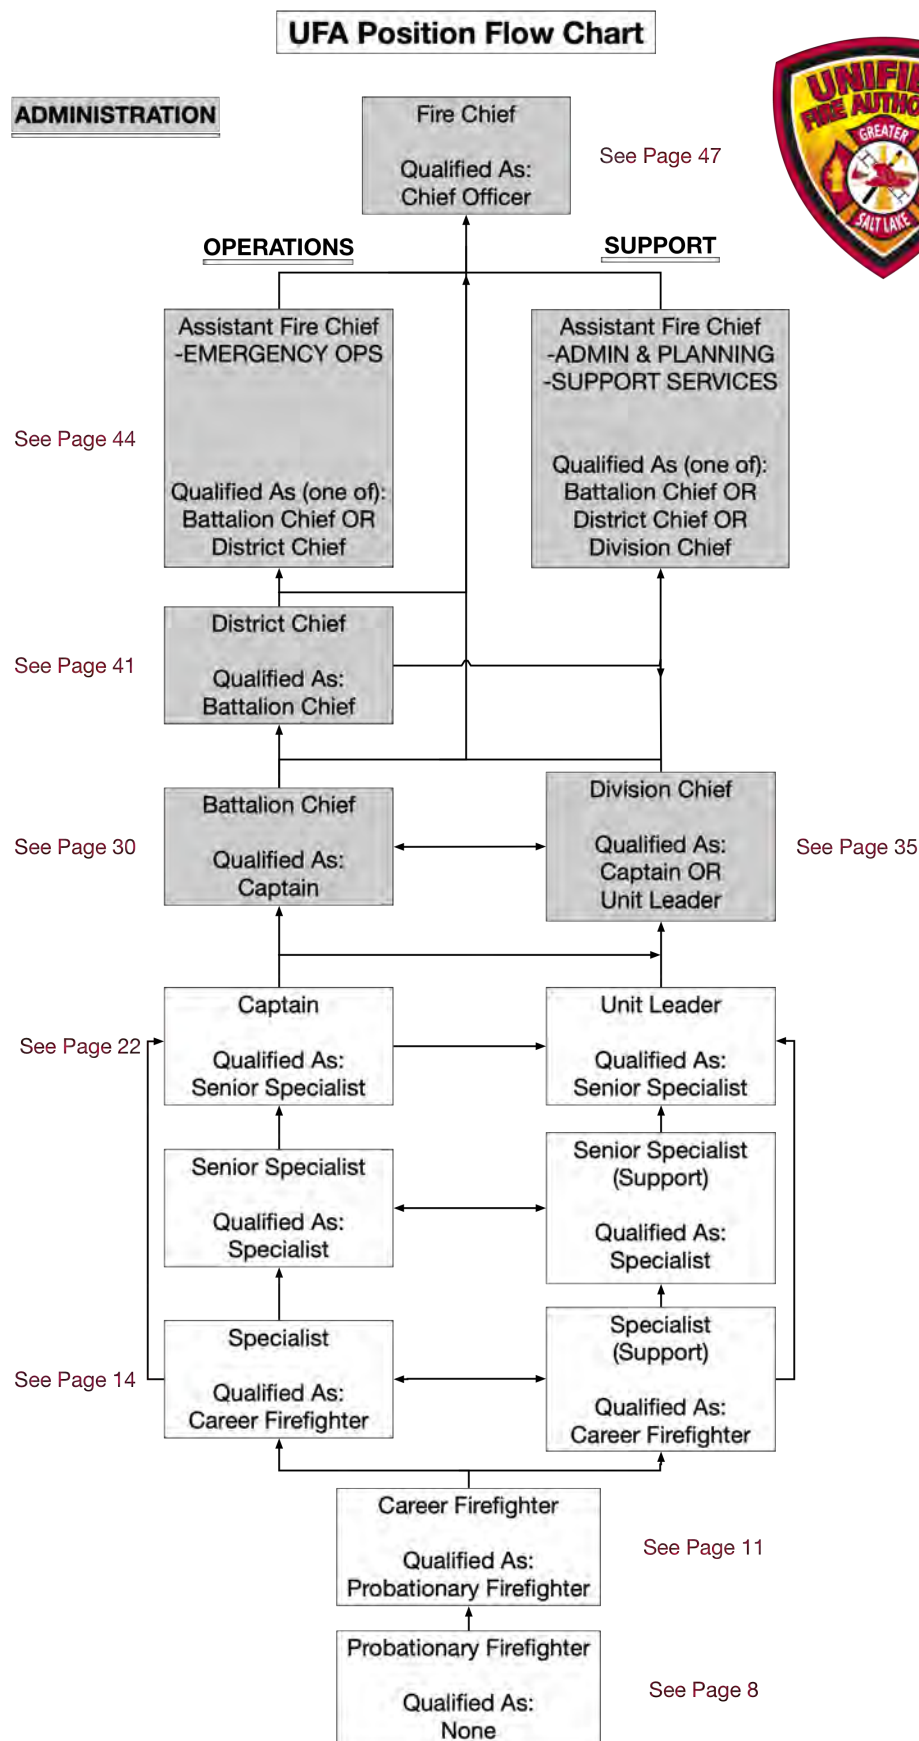 UFA Position Flow Chart
ADMINISTRATION
Fire Chief
Qualified As:
Chief Officer
See Page 47
GREATER
SALT LAKE
OPERATIONS
SUPPORT
Assistant Fire Chief
-EMERGENCY OPS
Qualified As (one of):
Battalion Chief OR
District Chief
See Page 44
Assistant Fire Chief
-ADMIN & PLANNING
-SUPPORT SERVICES
Qualified As (one of):
Battalion Chief OR
District Chief OR
Division Chief
District Chief
Qualified As:
Battalion Chief
See Page 41
Battalion Chief
Qualified As:
Captain
See Page 30
Division Chief
Qualified As:
Captain OR
Unit Leader
See Page 35
Captain
Qualified As:
Senior Specialist
See Page 22
Unit Leader
Qualified As:
Senior Specialist
Senior Specialist
Qualified As:
Specialist
Senior Specialist
(Support)
Qualified As:
Specialist
Specialist
Qualified As:
Career Firefighter
See Page 14
Specialist
(Support)
Qualified As:
Career Firefighter
Career Firefighter
Qualified As:
Probationary Firefighter
See Page 11
Probationary Firefighter
Qualified As:
None
See Page 8